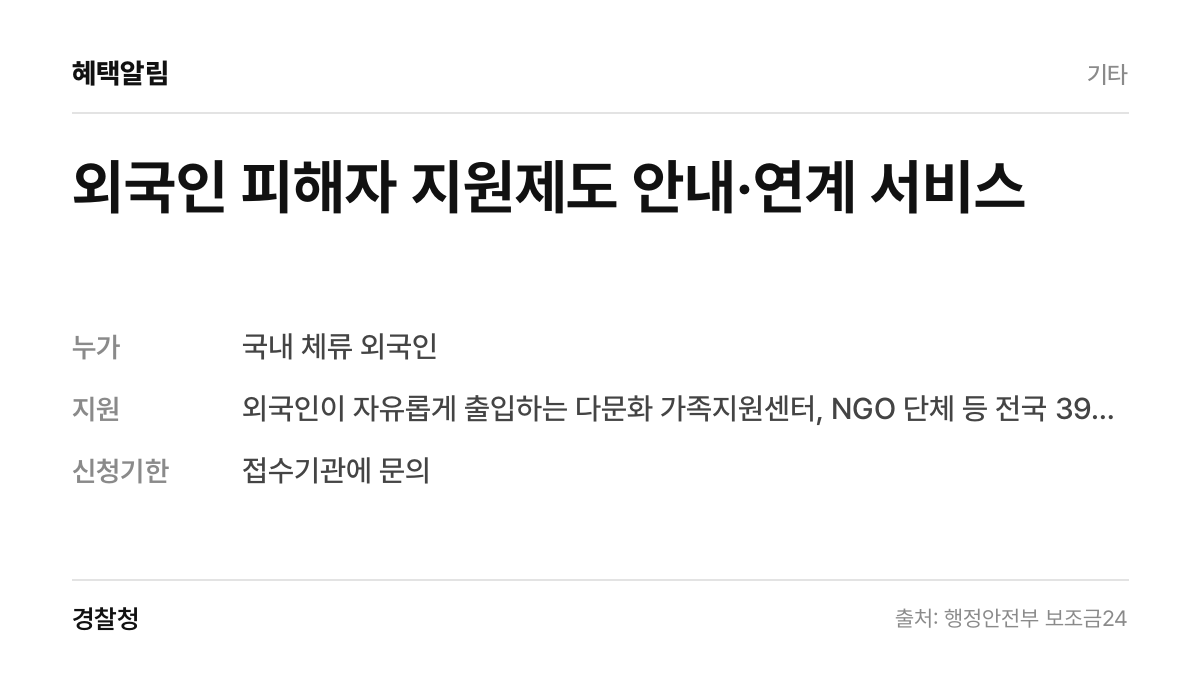 혜택알림
기타
외국인 피해자 지원제도 안내·연계 서비스
누가 국내 체류 외국인
지원 외국인이 자유롭게 출입하는 다문화 가족지원센터, NGO 단체 등 전국 39...
신청기한 접수기관에 문의
경찰청
출처: 행정안전부 보조금24